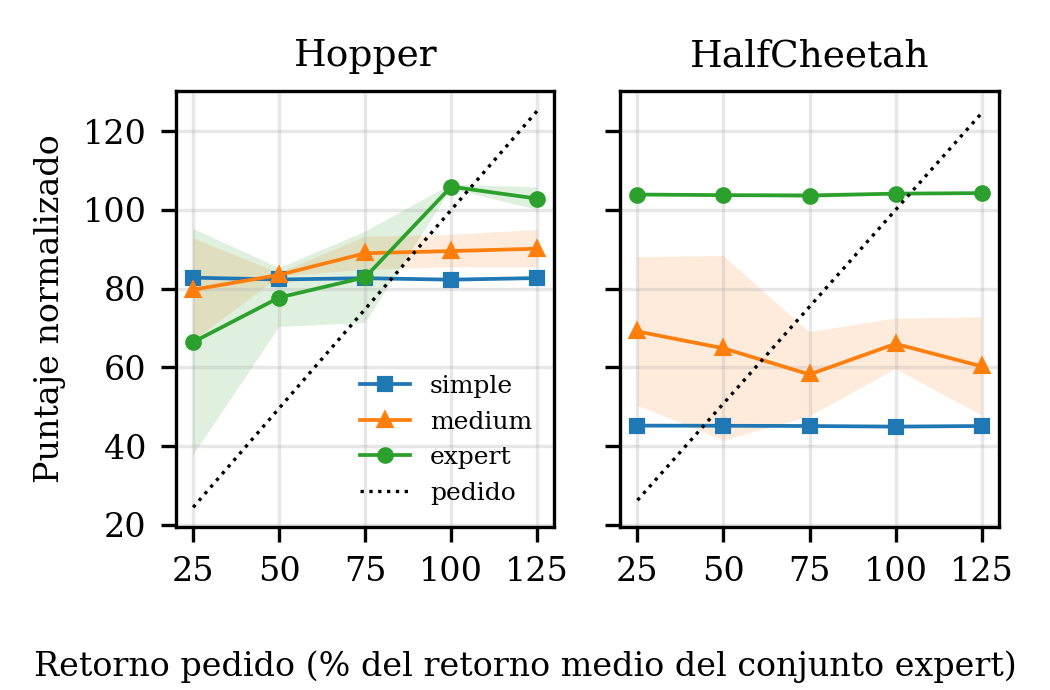 Hopper
HalfCheetah
Puntaje normalizado
120
100
80
60
40
20
simple
medium
expert
pedido
25 50 75 100 125
25 50 75 100 125
Retorno pedido (% del retorno medio del conjunto expert)